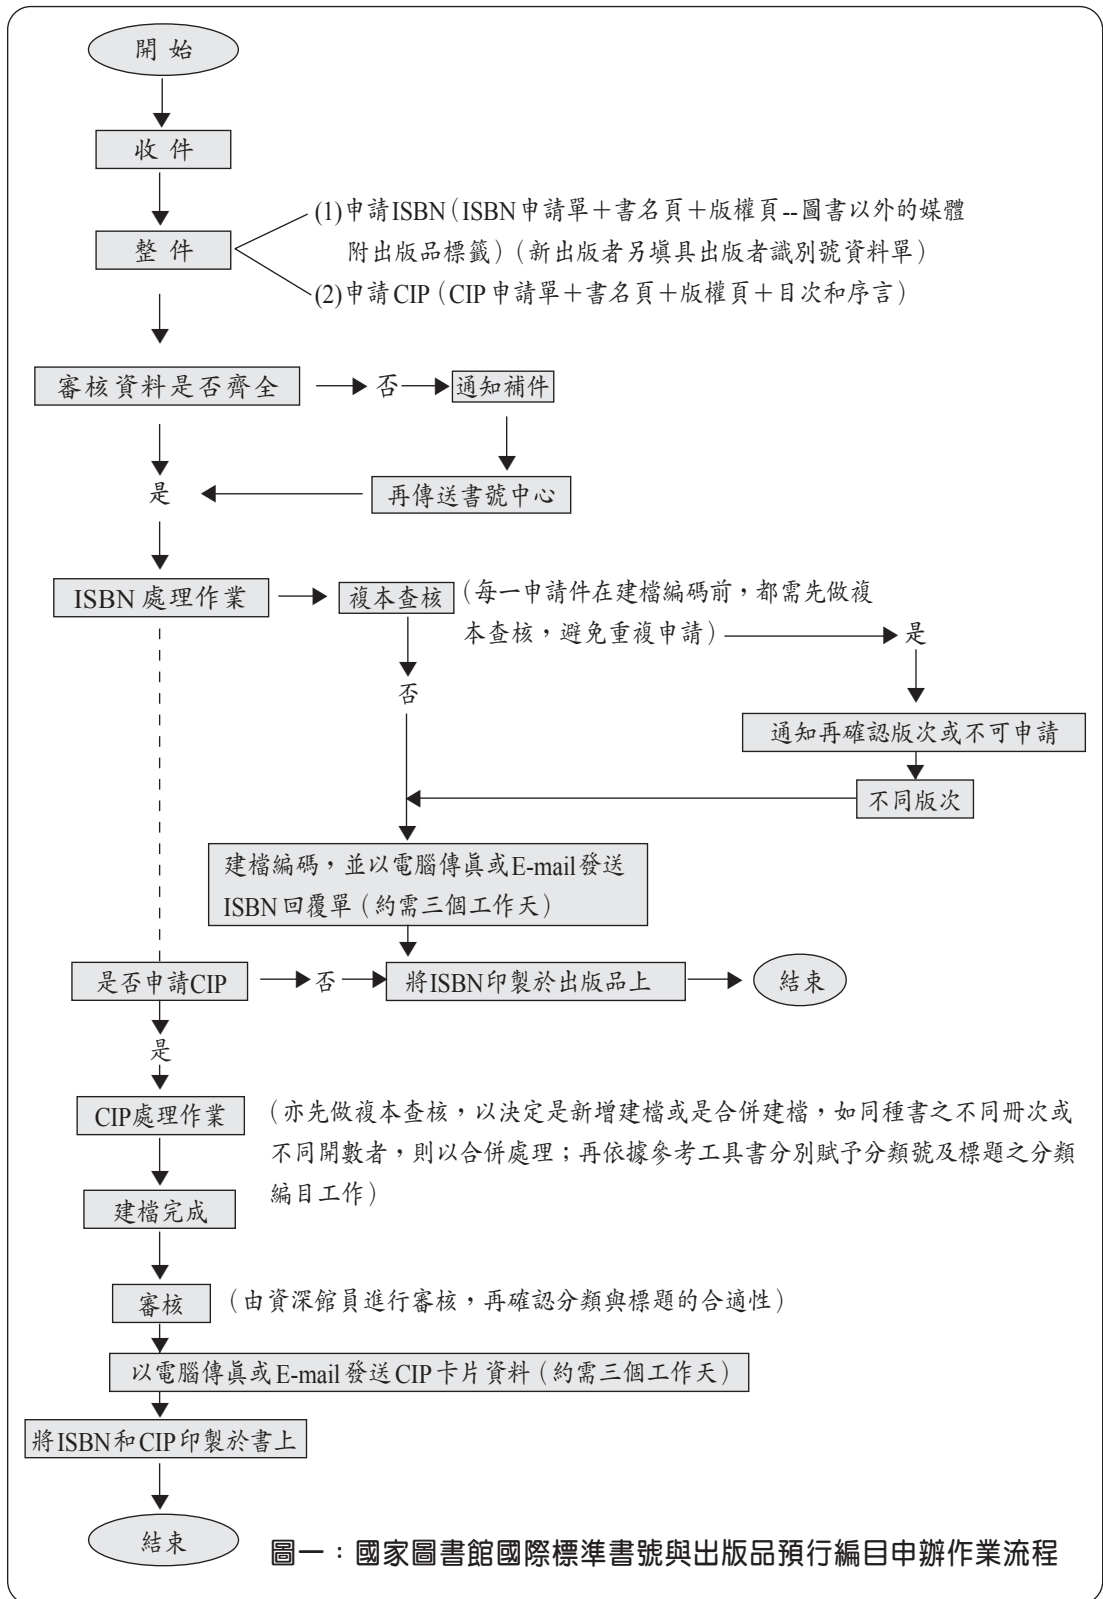 開始
收件
整件
(1)申請ISBN（ISBN申請單＋書名頁＋版權頁--圖書以外的媒體
附出版品標籤）（新出版者另填具出版者識別號資料單）
(2)申請CIP（CIP申請單＋書名頁＋版權頁＋目次和序言）
審核資料是否齊全
否
通知補件
是
再傳送書號中心
ISBN處理作業
複本查核
（每一申請件在建檔編碼前，都需先做複
本查核，避免重複申請）
是
否
通知再確認版次或不可申請
不同版次
建檔編碼，並以電腦傳真或E-mail發送
ISBN回覆單（約需三個工作天）
是否申請CIP
否
將ISBN印製於出版品上
結束
是
CIP處理作業
（亦先做複本查核，以決定是新增建檔或是合併建檔，如同種書之不同冊次或
不同開數者，則以合併處理；再依據參考工具書分別賦予分類號及標題之分類
編目工作）
建檔完成
審核
（由資深館員進行審核，再確認分類與標題的合適性）
以電腦傳真或E-mail發送CIP卡片資料（約需三個工作天）
將ISBN和CIP印製於書上
結束
圖一：國家圖書館國際標準書號與出版品預行編目申辦作業流程